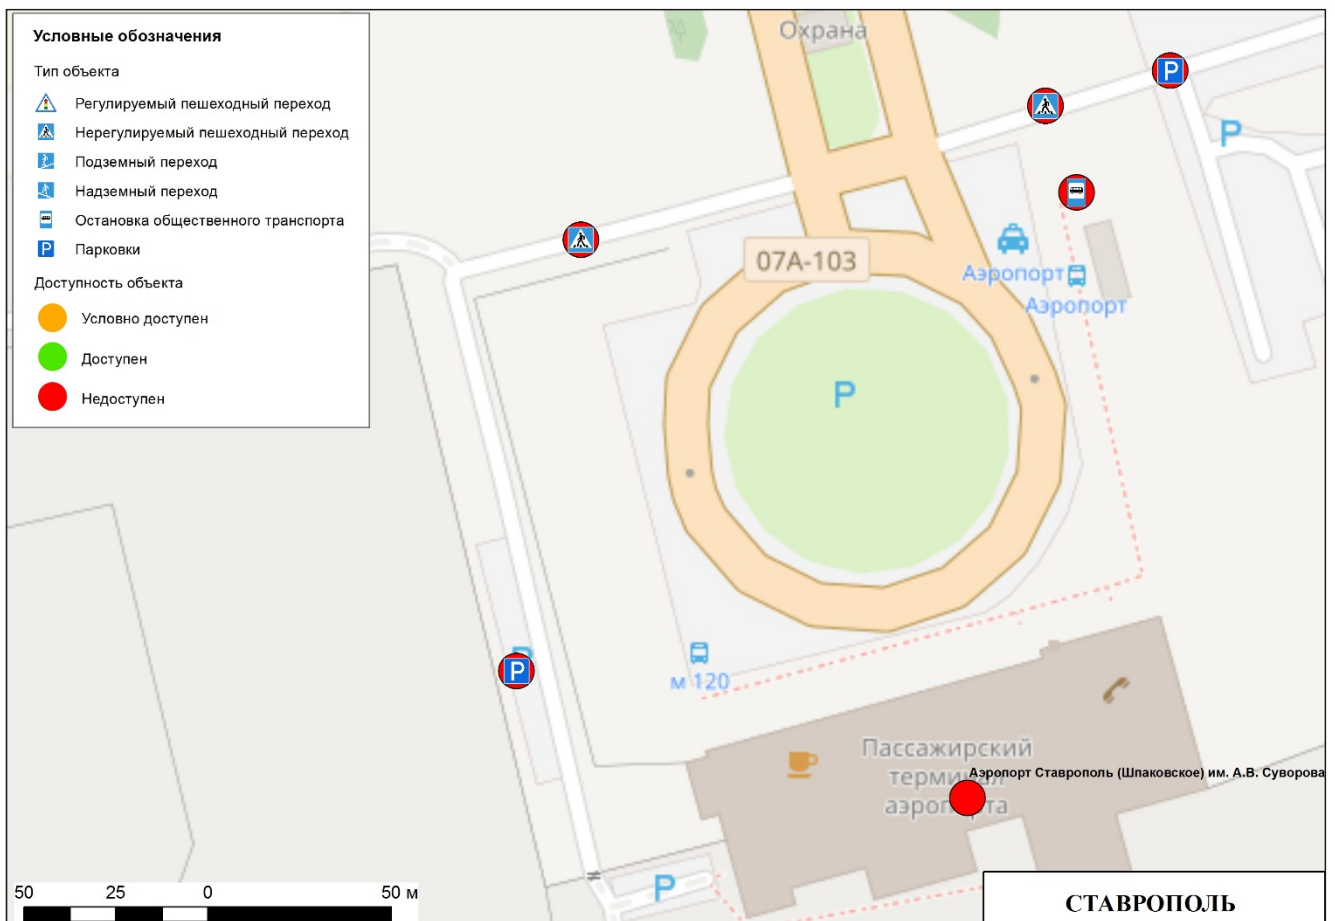 Условные обозначения
Тип объекта
Регулируемый пешеходный переход
Нерегулируемый пешеходный переход
Подземный переход
Надземный переход
Остановка общественного транспорта
P Парковки
Доступность объекта
Условно доступен
Доступен
Недоступен
Охрана
P
P
07А-103
Аэропорт
Аэропорт
P
P
м 120
Пассажирский
терминал
аэропорта
Аэропорт Ставрополь (Шпаковское) им. А.В. Суворова
P
50 25 0 50 м
СТАВРОПОЛЬ